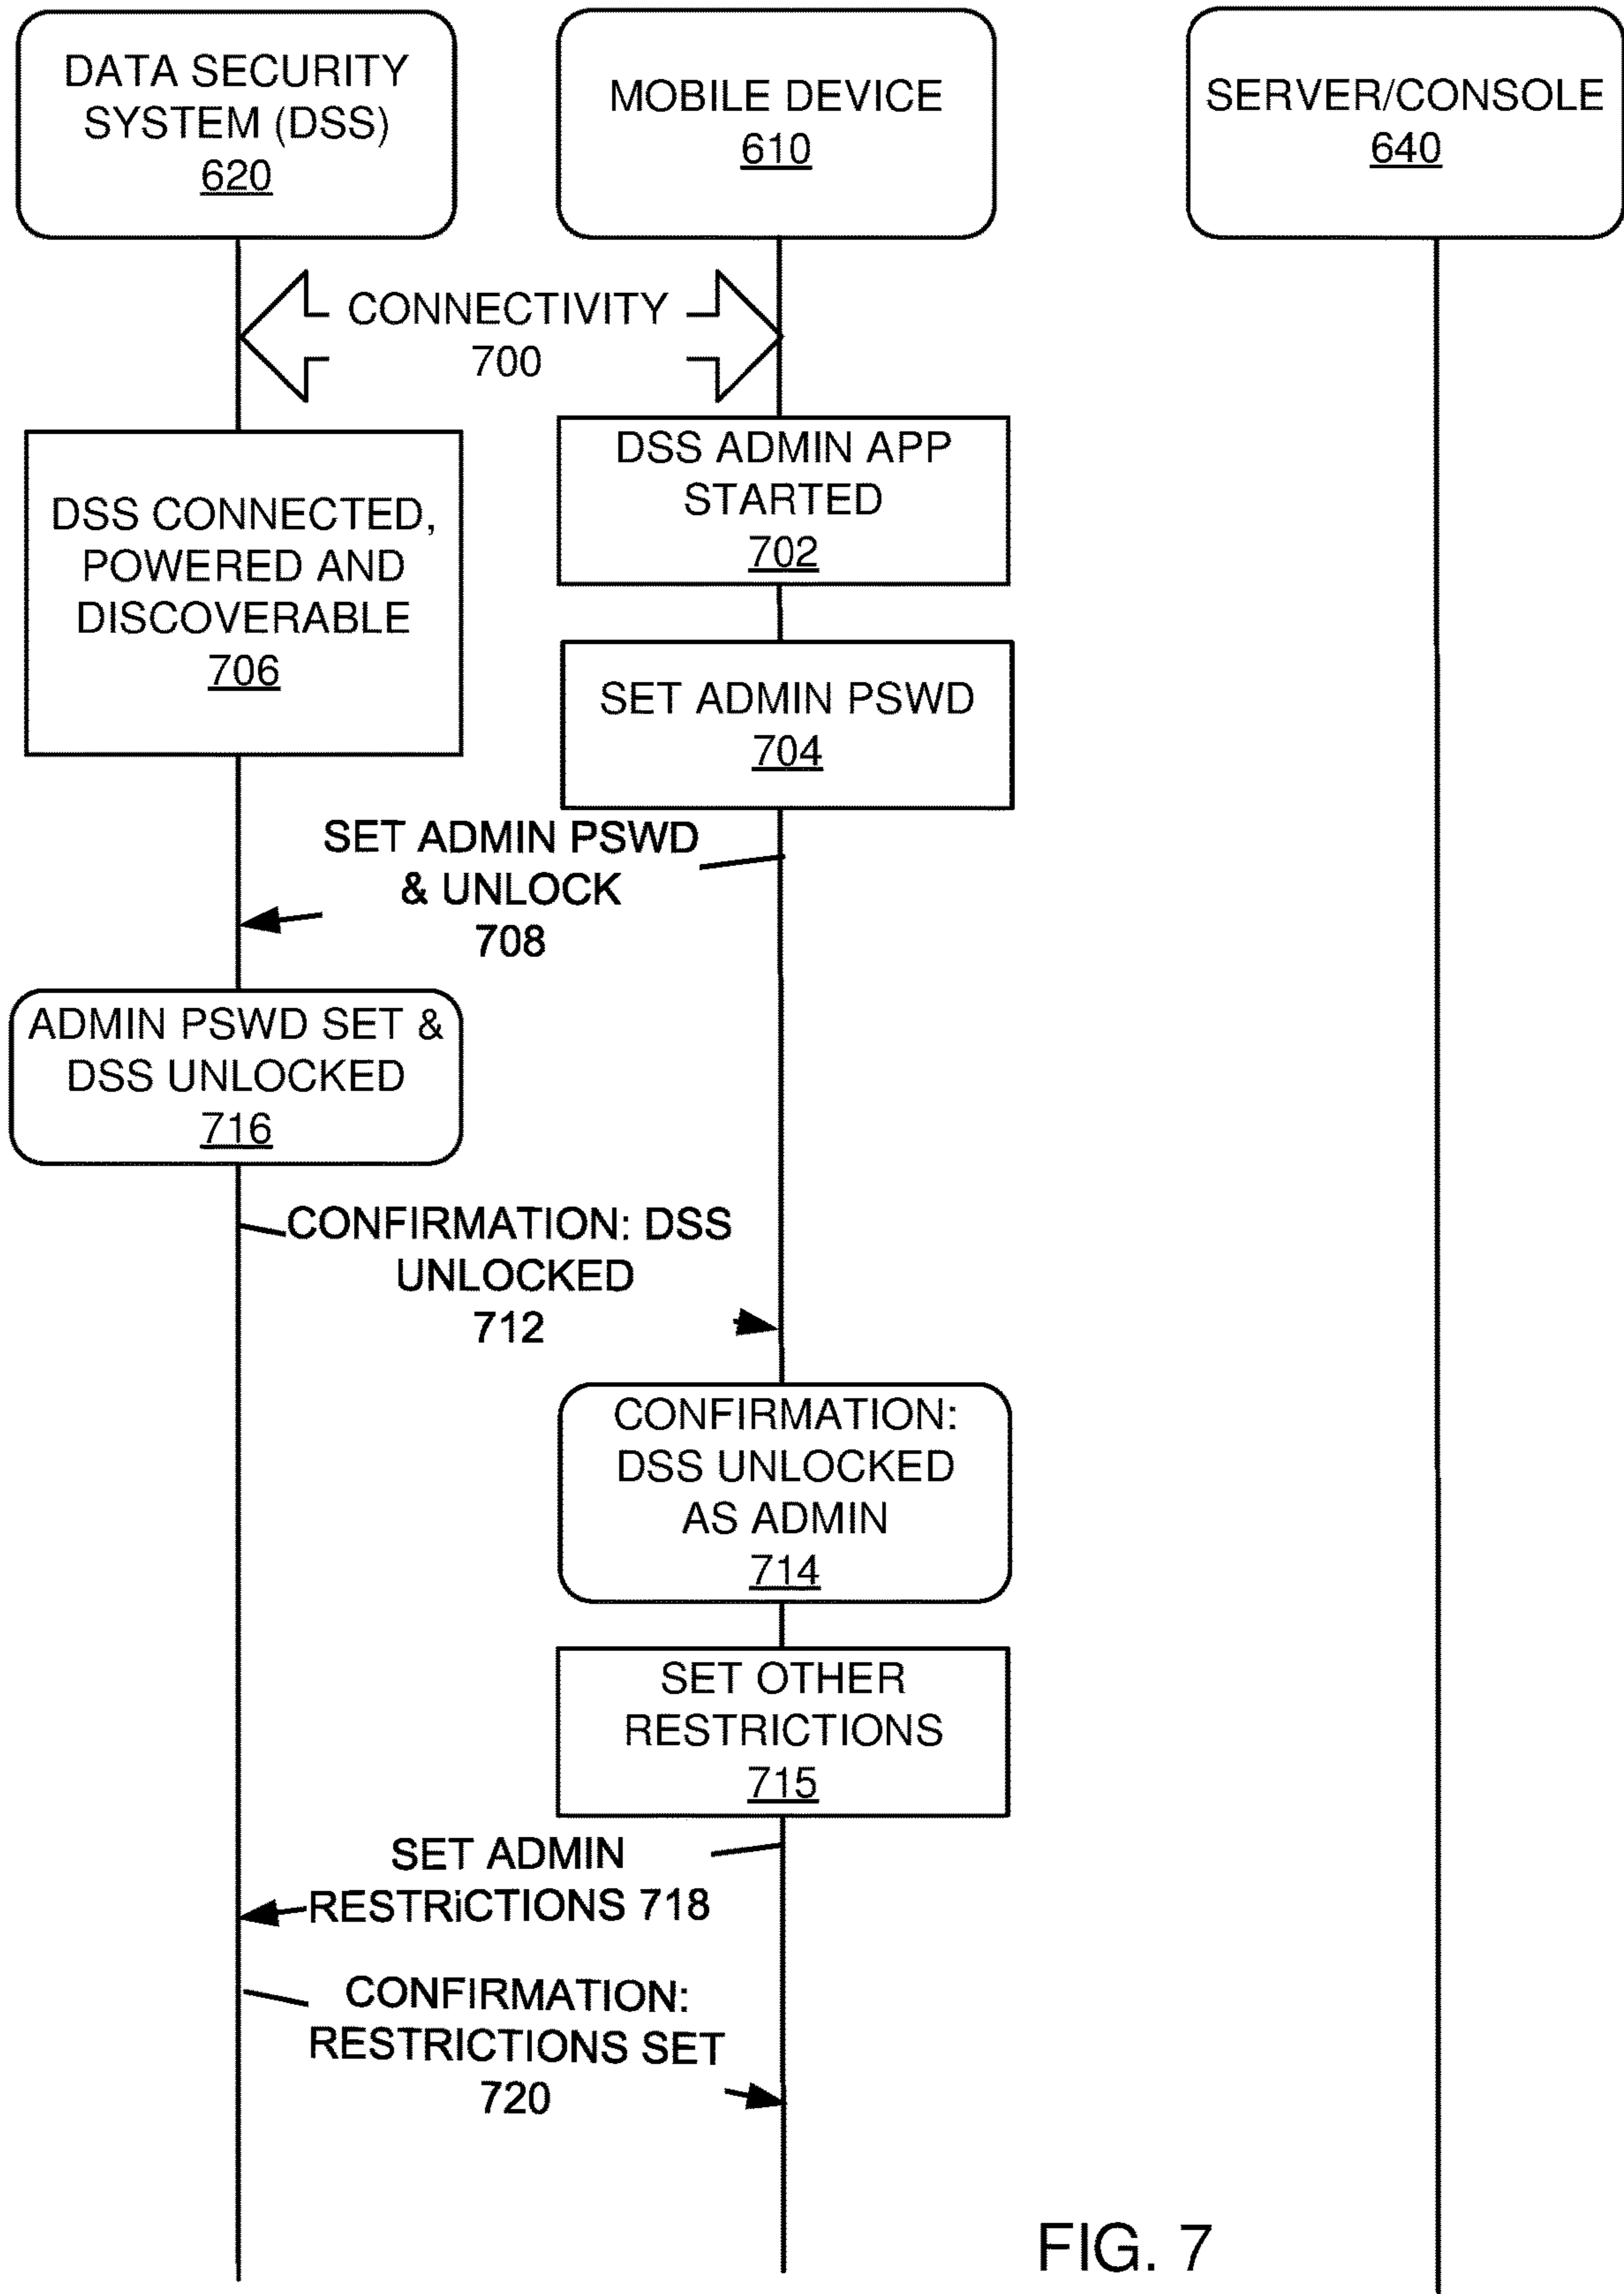 DATA SECURITY
SYSTEM (DSS)
620
MOBILE DEVICE
610
SERVER/CONSOLE
640
CONNECTIVITY
700
DSS CONNECTED,
POWERED AND
DISCOVERABLE
706
DSS ADMIN APP
STARTED
702
SET ADMIN PSWD
704
SET ADMIN PSWD
& UNLOCK
708
ADMIN PSWD SET &
DSS UNLOCKED
716
CONFIRMATION: DSS
UNLOCKED
712
CONFIRMATION:
DSS UNLOCKED
AS ADMIN
714
SET OTHER
RESTRICTIONS
715
SET ADMIN
RESTRiCTIONS 718
CONFIRMATION:
RESTRICTIONS SET
720
FIG. 7